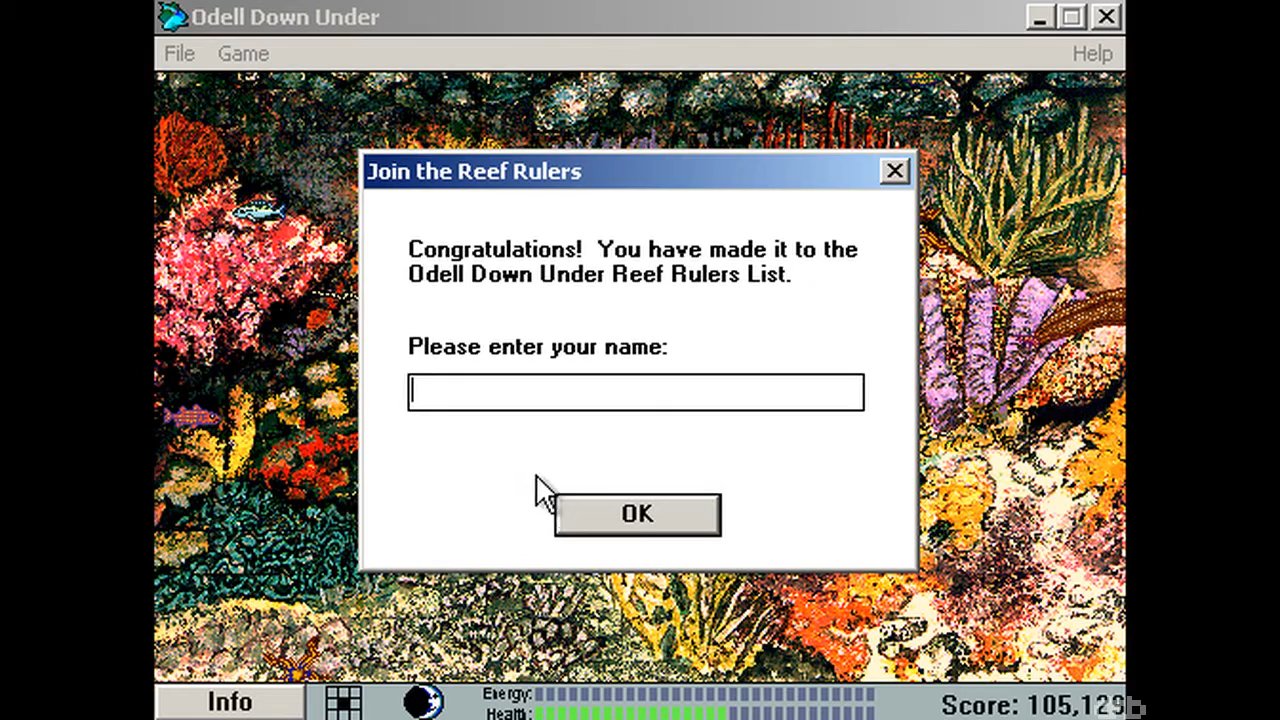 Odell Down Under
File Game Help
Join the Reef Rulers
Congratulations! You have made it to the
Odell Down Under Reef Rulers List.
Please enter your name:
OK
Info
Energy:
Health:
Score: 105,129